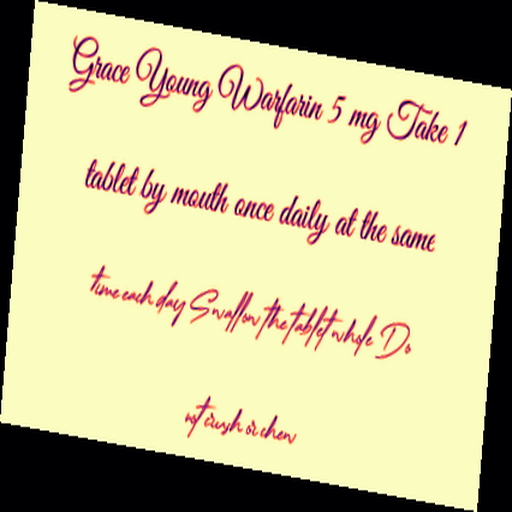 Grace Young Warfarin 5 mg Take 1
tablet by mouth once daily at the same
time each day Swallow the tablet whole Do
not crush or chew